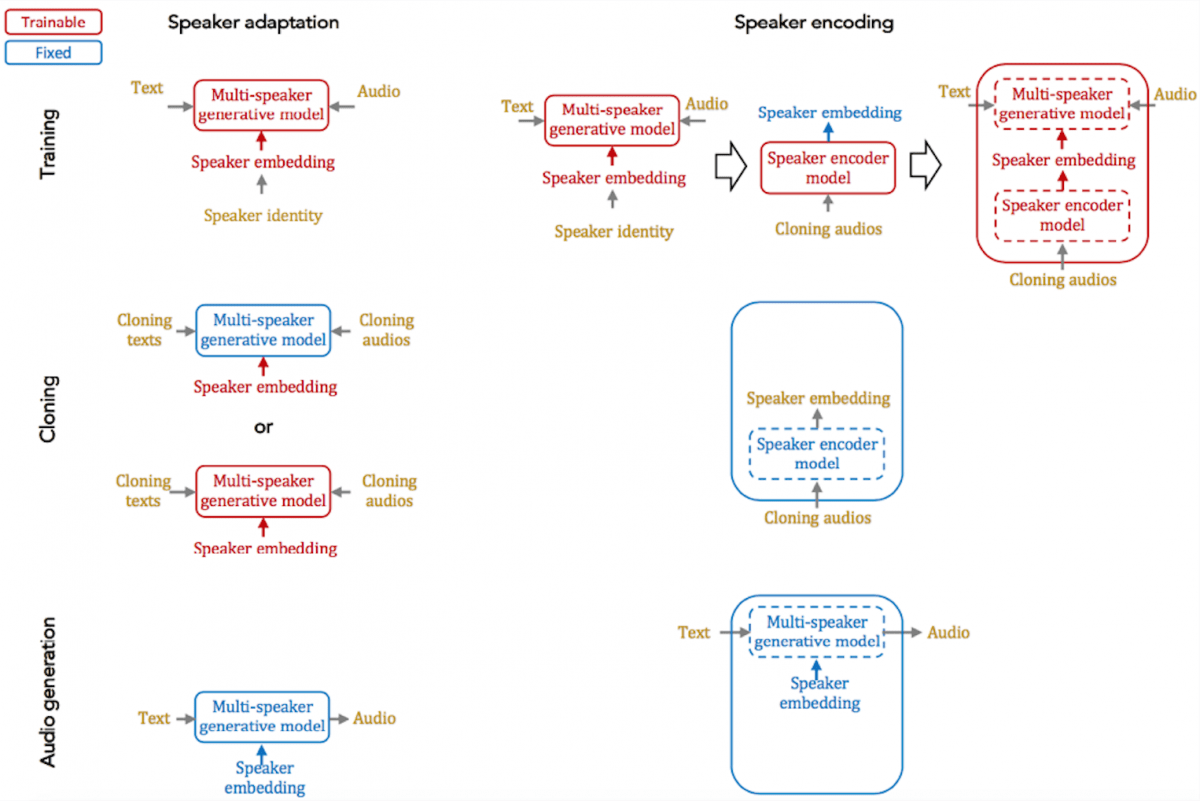 Trainable
Fixed
Speaker adaptation
Speaker encoding
Training
Text
Multi-speaker
generative model
Audio
Speaker embedding
Speaker identity
Text
Multi-speaker
generative model
Audio
Speaker embedding
Speaker identity
Speaker embedding
Speaker encoder
model
Cloning audios
Text
Multi-speaker
generative model
Audio
Speaker embedding
Speaker encoder
model
Cloning audios
Cloning
Cloning
texts
Multi-speaker
generative model
Cloning
audios
Speaker embedding
or
Cloning
texts
Multi-speaker
generative model
Cloning
audios
Speaker embedding
Speaker embedding
Speaker encoder
model
Cloning audios
Audio generation
Text
Multi-speaker
generative model
Audio
Speaker
embedding
Text
Multi-speaker
generative model
Audio
Speaker
embedding